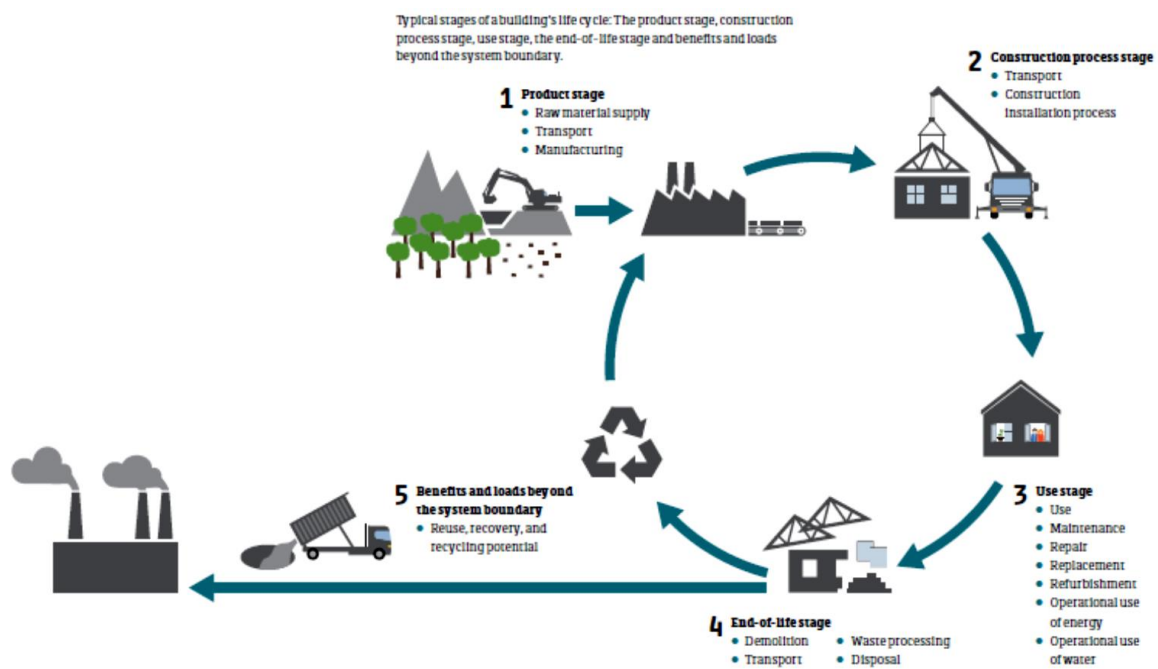 Typical stages of a building's life cycle: The product stage, construction
process stage, use stage, the end-of-life stage and benefits and loads
beyond the system boundary.
1 Product stage
• Raw material supply
• Transport
• Manufacturing
2 Construction process stage
• Transport
• Construction
installation process
3 Use stage
• Use
• Maintenance
• Repair
• Replacement
• Refurbishment
• Operational use
of energy
• Operational use
of water
4 End-of-life stage
• Demolition
• Transport
• Waste processing
• Disposal
5 Benefits and loads beyond
the system boundary
• Reuse, recovery, and
recycling potential